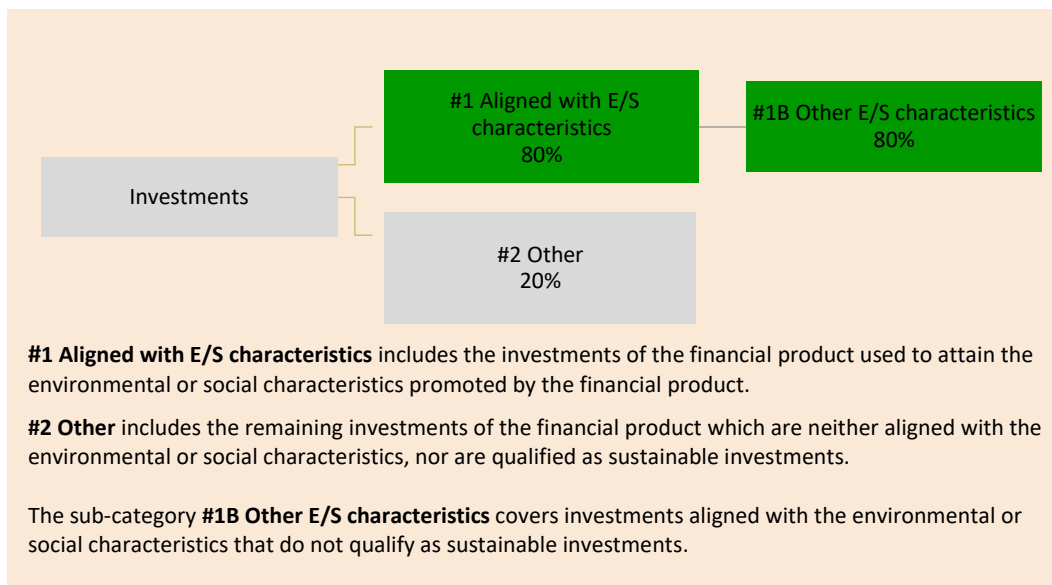 #1 Aligned with E/S
characteristics
80%
#1B Other E/S characteristics
80%
Investments
#2 Other
20%
#1 Aligned with E/S characteristics includes the investments of the financial product used to attain the
environmental or social characteristics promoted by the financial product.
#2 Other includes the remaining investments of the financial product which are neither aligned with the
environmental or social characteristics, nor are qualified as sustainable investments.
The sub-category #1B Other E/S characteristics covers investments aligned with the environmental or
social characteristics that do not qualify as sustainable investments.